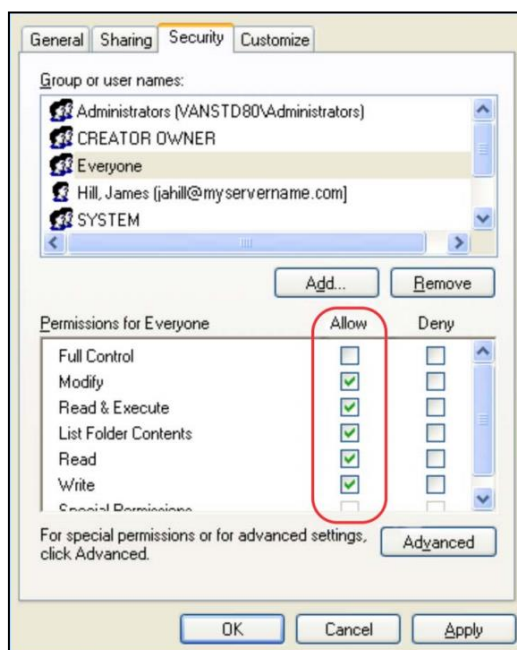 General Sharing Security Customize
Group or user names:
Administrators (VANSTD80\Administrators)
CREATOR OWNER
Everyone
Hill, James (jahill@myservername.com]
SYSTEM
Add... Remove
Permissions for Everyone Allow Deny
Full Control
Modify
Read & Execute
List Folder Contents
Read
Write
Special Permissions
For special permissions or for advanced settings,
click Advanced.
Advanced
OK Cancel Apply